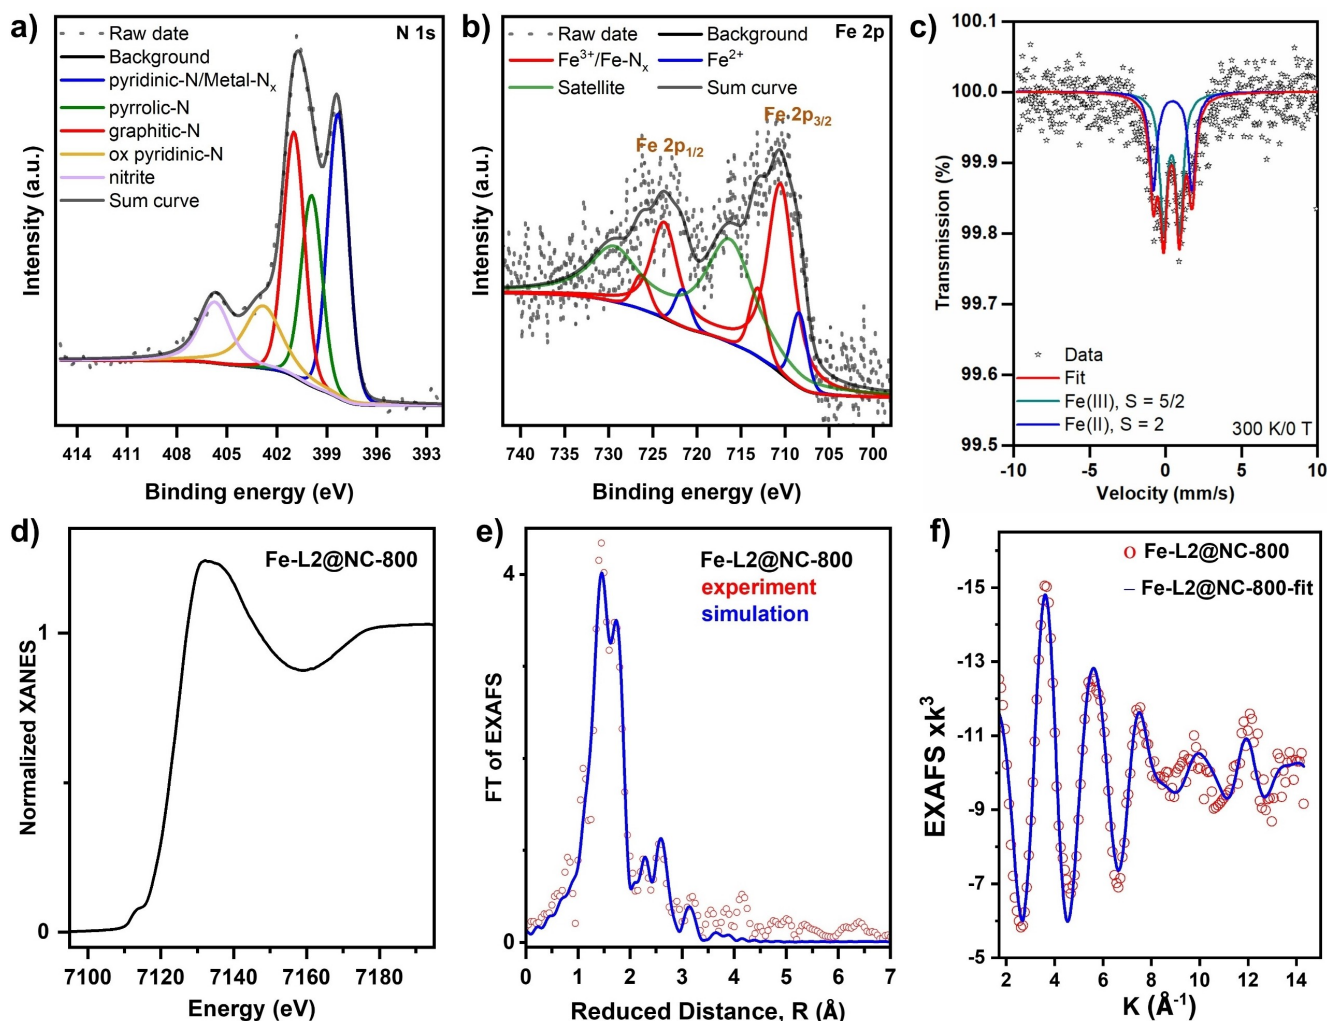 a)
N 1s
Raw date
Background
pyridinic-N/Metal-Nx
pyrrolic-N
graphitic-N
ox pyridinic-N
nitrite
Sum curve
Intensity (a.u.)
414 411 408 405 402 399 396 393
Binding energy (eV)
b)
Fe 2p
Raw date Background
Fe3+/Fe-Nx Fe2+
Satellite Sum curve
Fe 2p1/2
Fe 2p3/2
Intensity (a.u.)
740 735 730 725 720 715 710 705 700
Binding energy (eV)
c)
100.1
100.0
99.9
99.8
99.7
99.6
99.5
Transmission (%)
Data
Fit
Fe(III), S = 5/2
Fe(II), S = 2
300 K/0 T
-10 -5 0 5 10
Velocity (mm/s)
d)
Fe-L2@NC-800
Normalized XANES
1
0
7100 7120 7140 7160 7180
Energy (eV)
e)
Fe-L2@NC-800
experiment
simulation
FT of EXAFS
4
0
0 1 2 3 4 5 6 7
Reduced Distance, R (Å)
f)
Fe-L2@NC-800
Fe-L2@NC-800-fit
EXAFS xk3
-15
-13
-11
-9
-7
-5
2 4 6 8 10 12 14
K (Å-1)